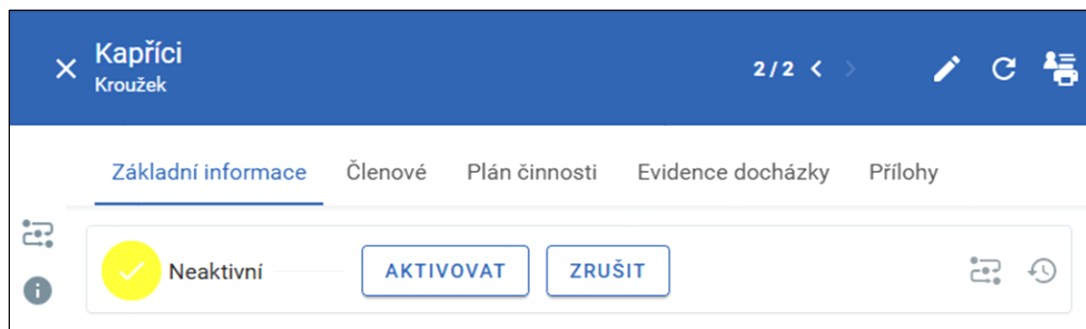 Kapříci
Kroužek
2/2
Základní informace Členové Plán činnosti Evidence docházky Přílohy
Neaktivní AKTIVOVAT ZRUŠIT